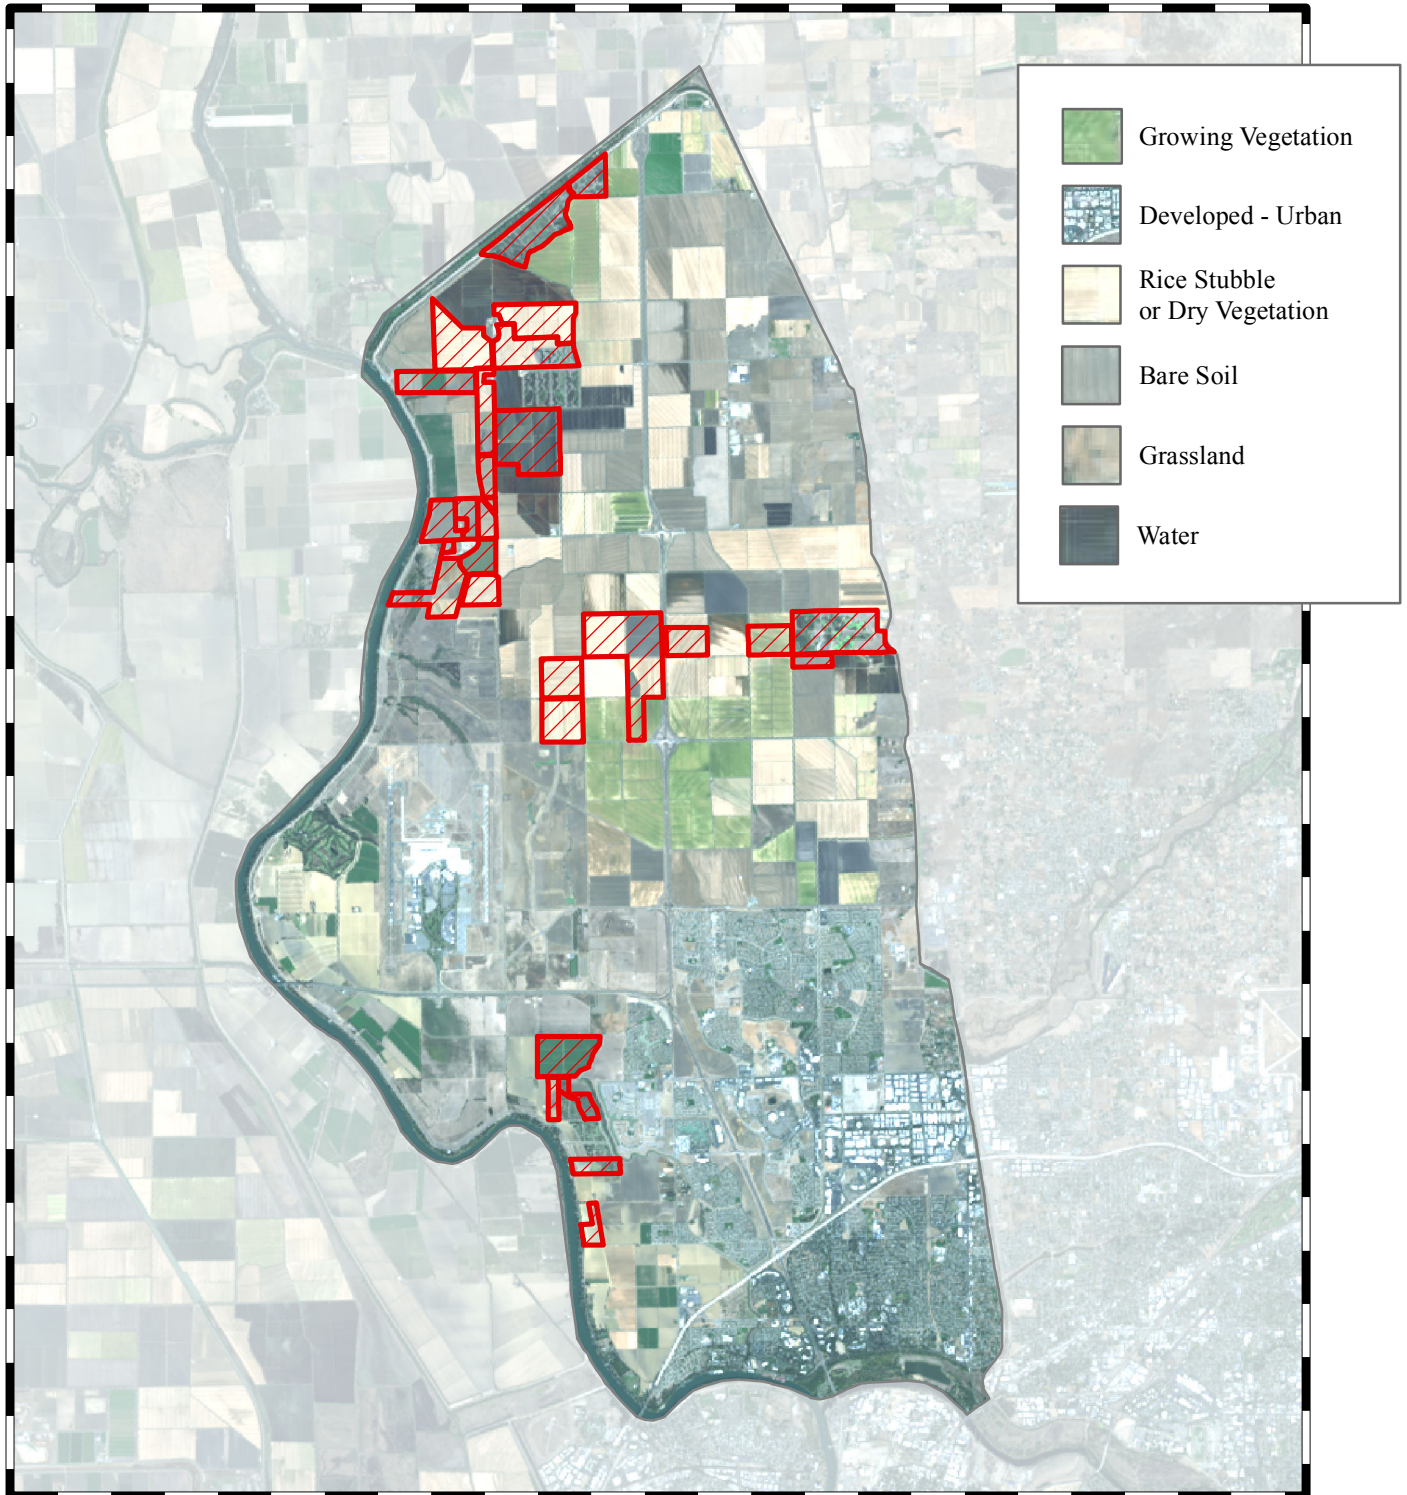 Growing Vegetation
Developed - Urban
Rice Stubble
or Dry Vegetation
Bare Soil
Grassland
Water